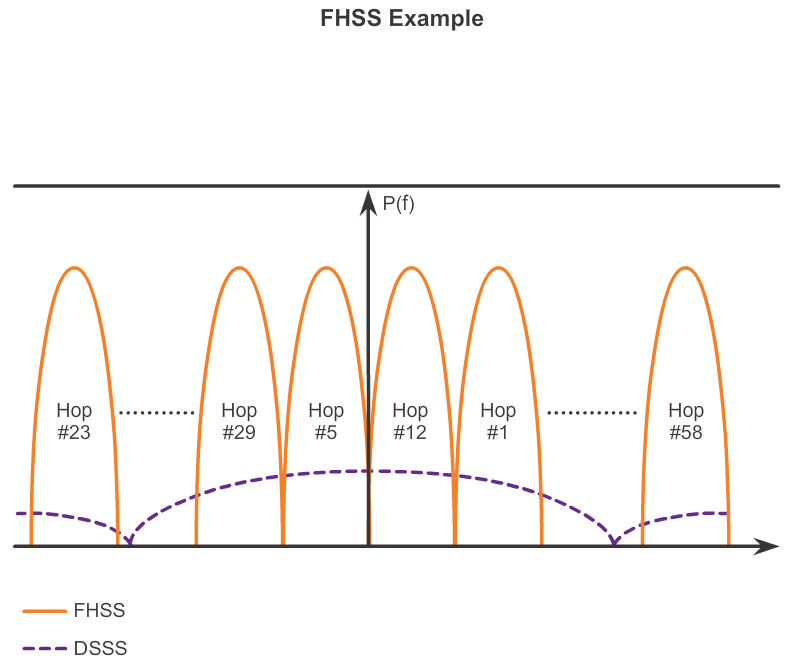 FHSS Example
P(f)
Hop
#23
Hop
#29
Hop
#5
Hop
#12
Hop
#1
Hop
#58
FHSS
DSSS